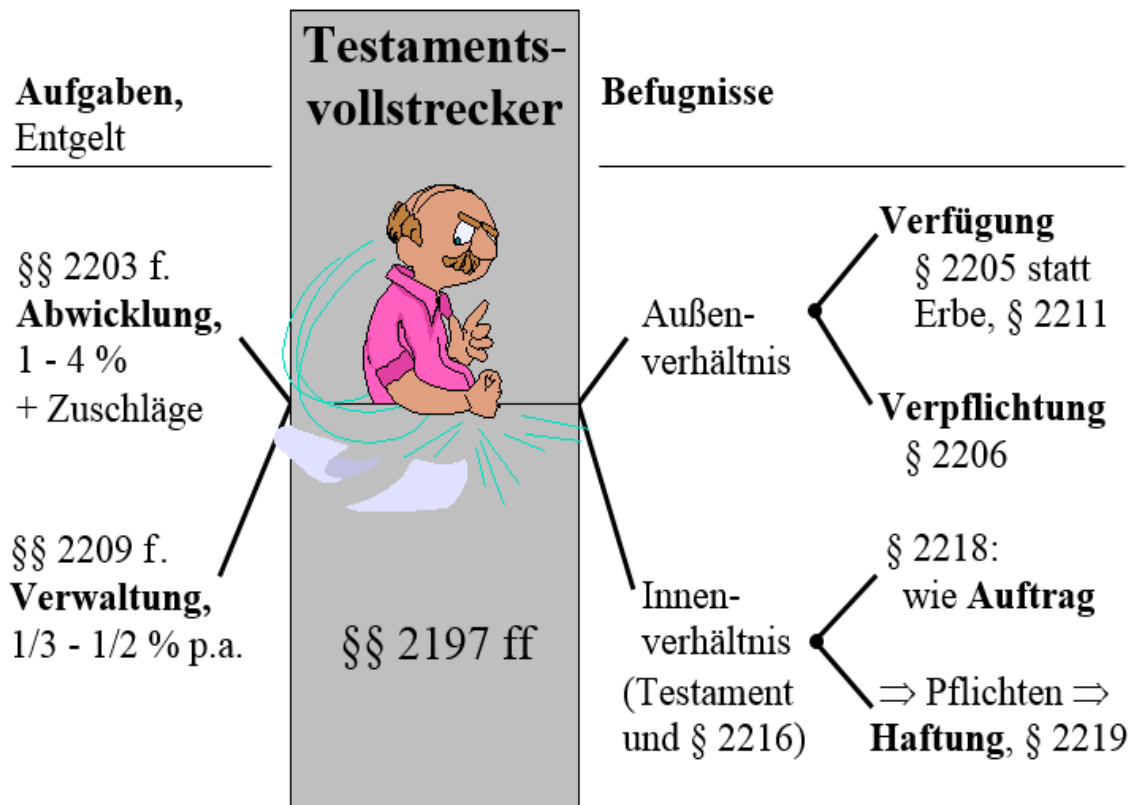 Testaments-
vollstrecker
Aufgaben,
Entgelt
§§ 2203 f.
Abwicklung,
1 - 4 %
+ Zuschläge
§§ 2209 f.
Verwaltung,
1/3 - 1/2 % p.a.
§§ 2197 ff
Befugnisse
Außen-
verhältnis
Verfügung
§ 2205 statt
Erbe, § 2211
Verpflichtung
§ 2206
Innen-
verhältnis
(Testament
und § 2216)
§ 2218:
wie Auftrag
⇒ Pflichten ⇒
Haftung, § 2219